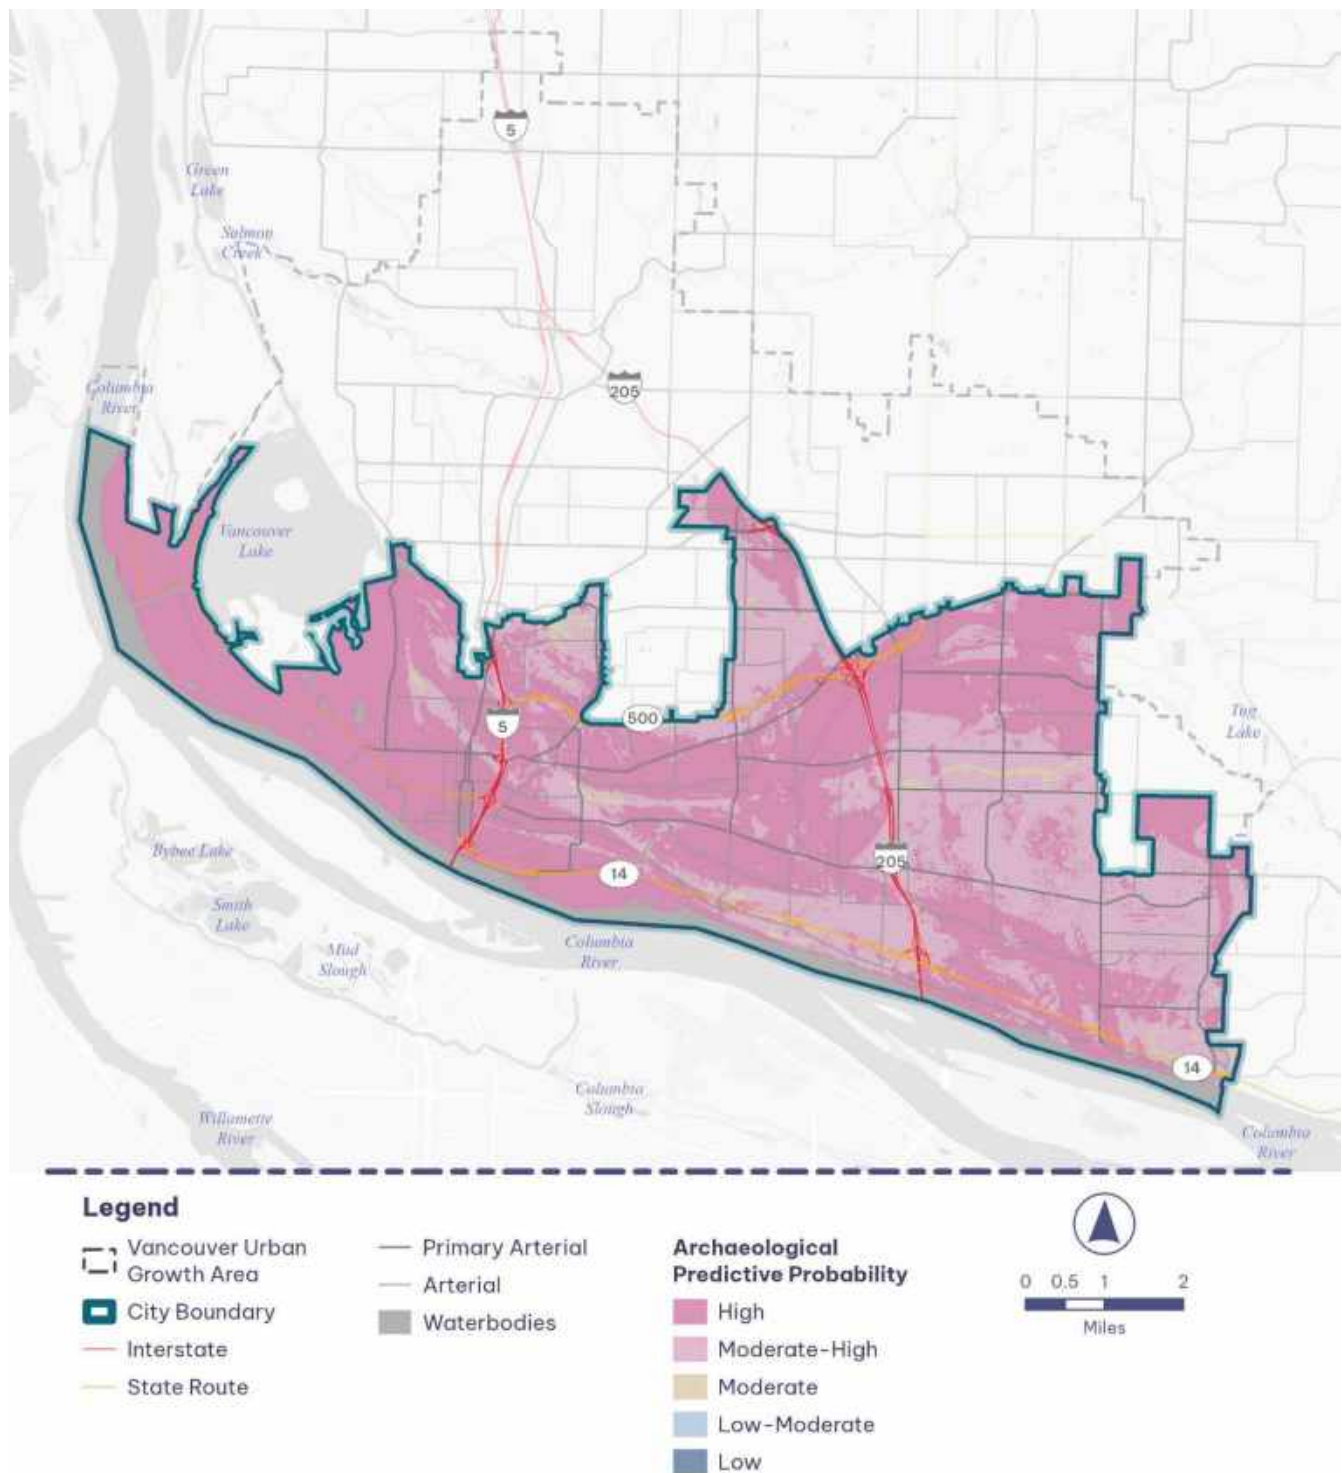 5
Green
Lake
Salmon
Creek
205
Columbia
River
Vancouver
Lake
500
5
Tug
Lake
Bybee Lake
205
14
Smith
Lake
Mud
Slough
Columbia
River
14
Columbia
Slough
Willamette
River
Columbia
River
Legend
Vancouver Urban
Growth Area
City Boundary
Interstate
State Route
Primary Arterial
Arterial
Waterbodies
Archaeological
Predictive Probability
High
Moderate-High
Moderate
Low-Moderate
Low
0 0.5 1 2
Miles